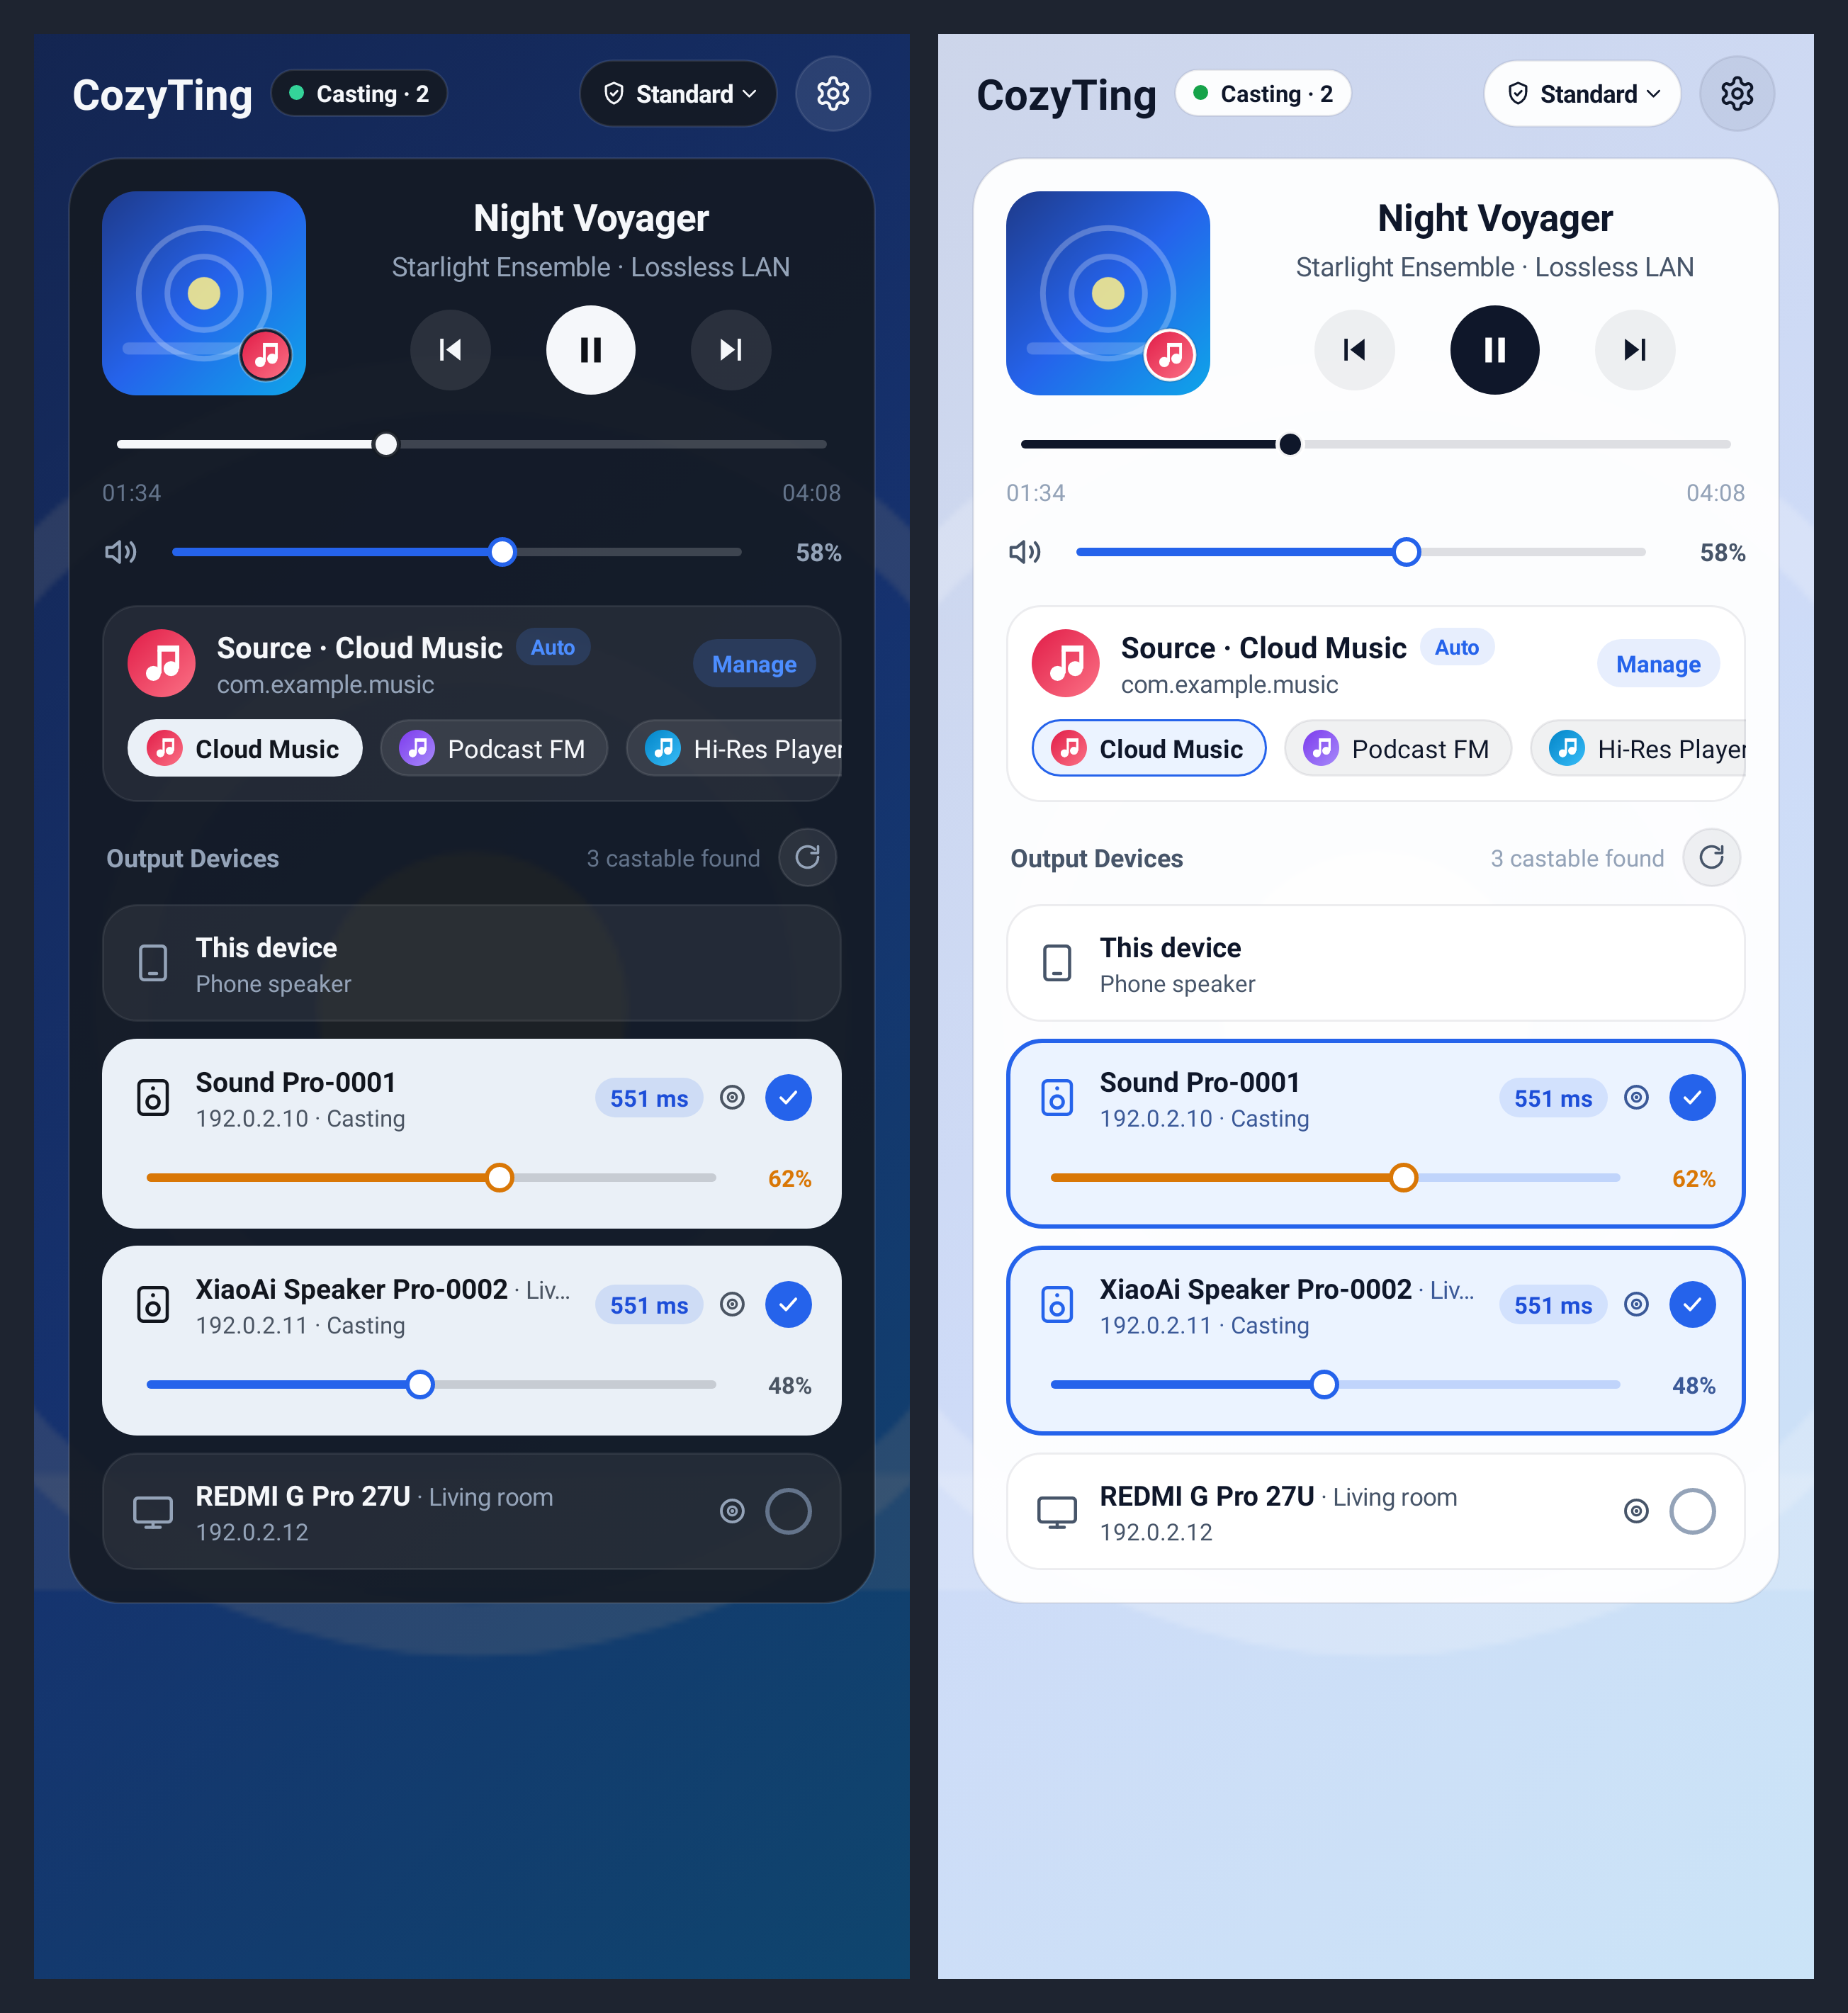 CozyTing
Casting · 2
Standard
Night Voyager
Starlight Ensemble · Lossless LAN
01:34
04:08
58%
Source · Cloud Music
Auto
com.example.music
Manage
Cloud Music
Podcast FM
Hi-Res Player
Output Devices
3 castable found
This device
Phone speaker
Sound Pro-0001
192.0.2.10 · Casting
551 ms
62%
XiaoAi Speaker Pro-0002 · Liv...
192.0.2.11 · Casting
551 ms
48%
REDMI G Pro 27U · Living room
192.0.2.12
CozyTing
Casting · 2
Standard
Night Voyager
Starlight Ensemble · Lossless LAN
01:34
04:08
58%
Source · Cloud Music
Auto
com.example.music
Manage
Cloud Music
Podcast FM
Hi-Res Player
Output Devices
3 castable found
This device
Phone speaker
Sound Pro-0001
192.0.2.10 · Casting
551 ms
62%
XiaoAi Speaker Pro-0002 · Liv...
192.0.2.11 · Casting
551 ms
48%
REDMI G Pro 27U · Living room
192.0.2.12